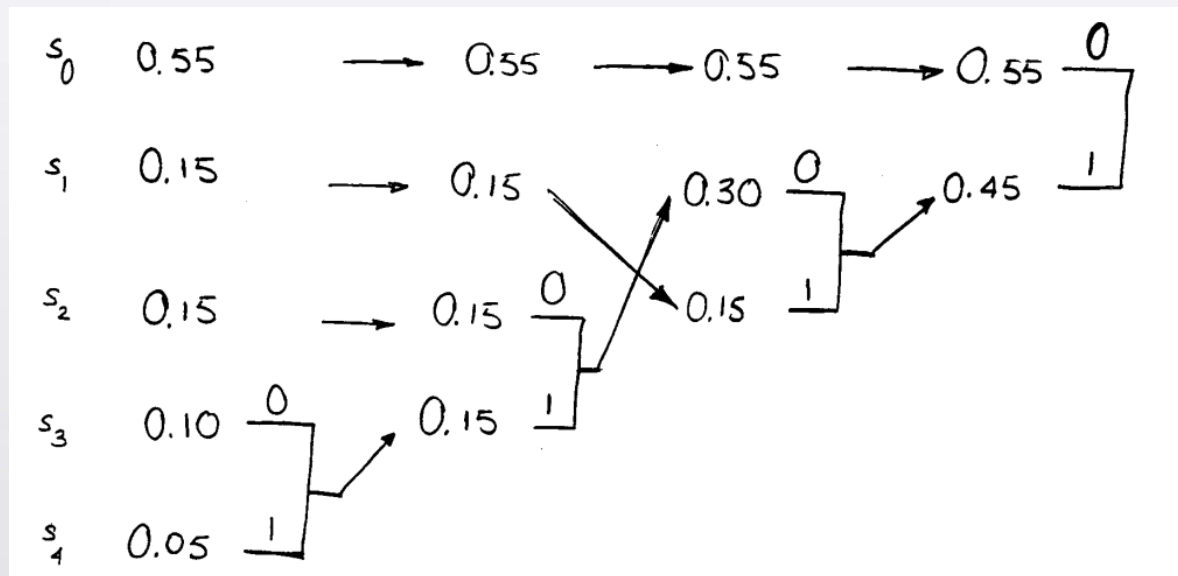 s0 0.55 → 0.55 → 0.55 → 0.55 0
s1 0.15 → 0.15 0.30 0 0.45 1
s2 0.15 → 0.15 0 0.15 1
s3 0.10 0 0.15 1
s4 0.05 1